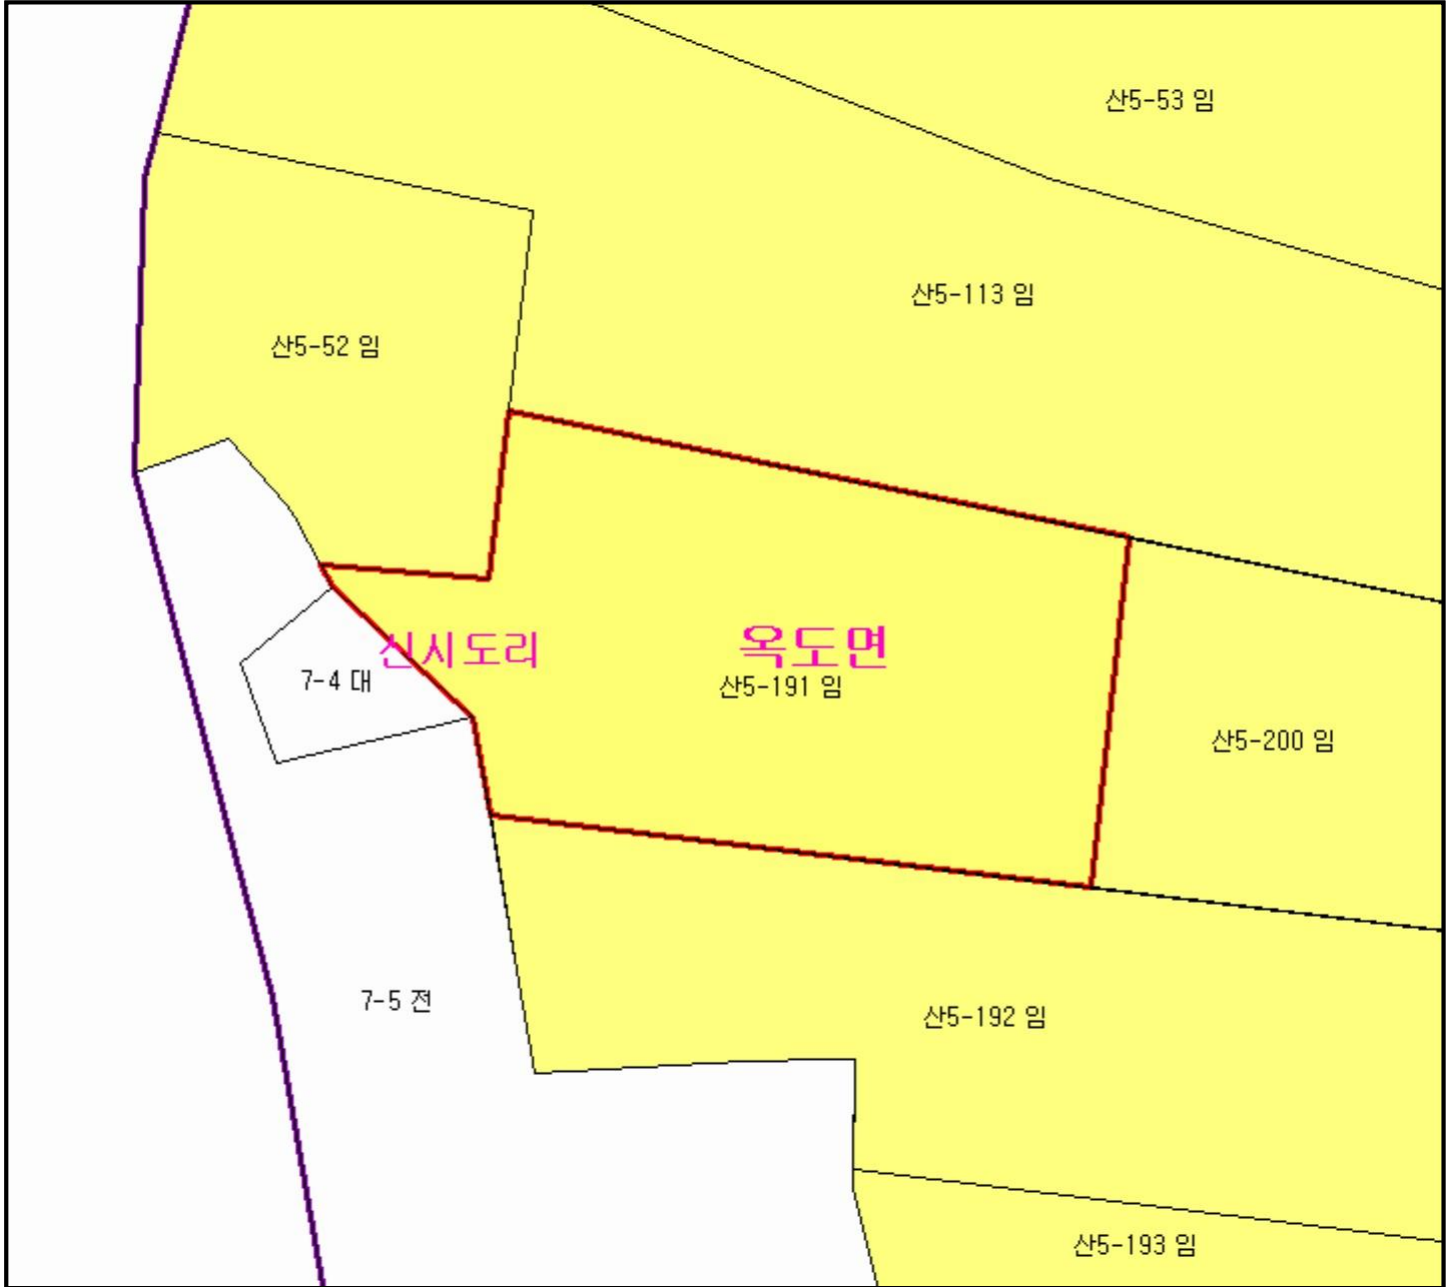 산5-53 임
산5-113 임
산5-52 임
신시도리
옥도면
7-4 대
산5-191 임
산5-200 임
7-5 전
산5-192 임
산5-193 임